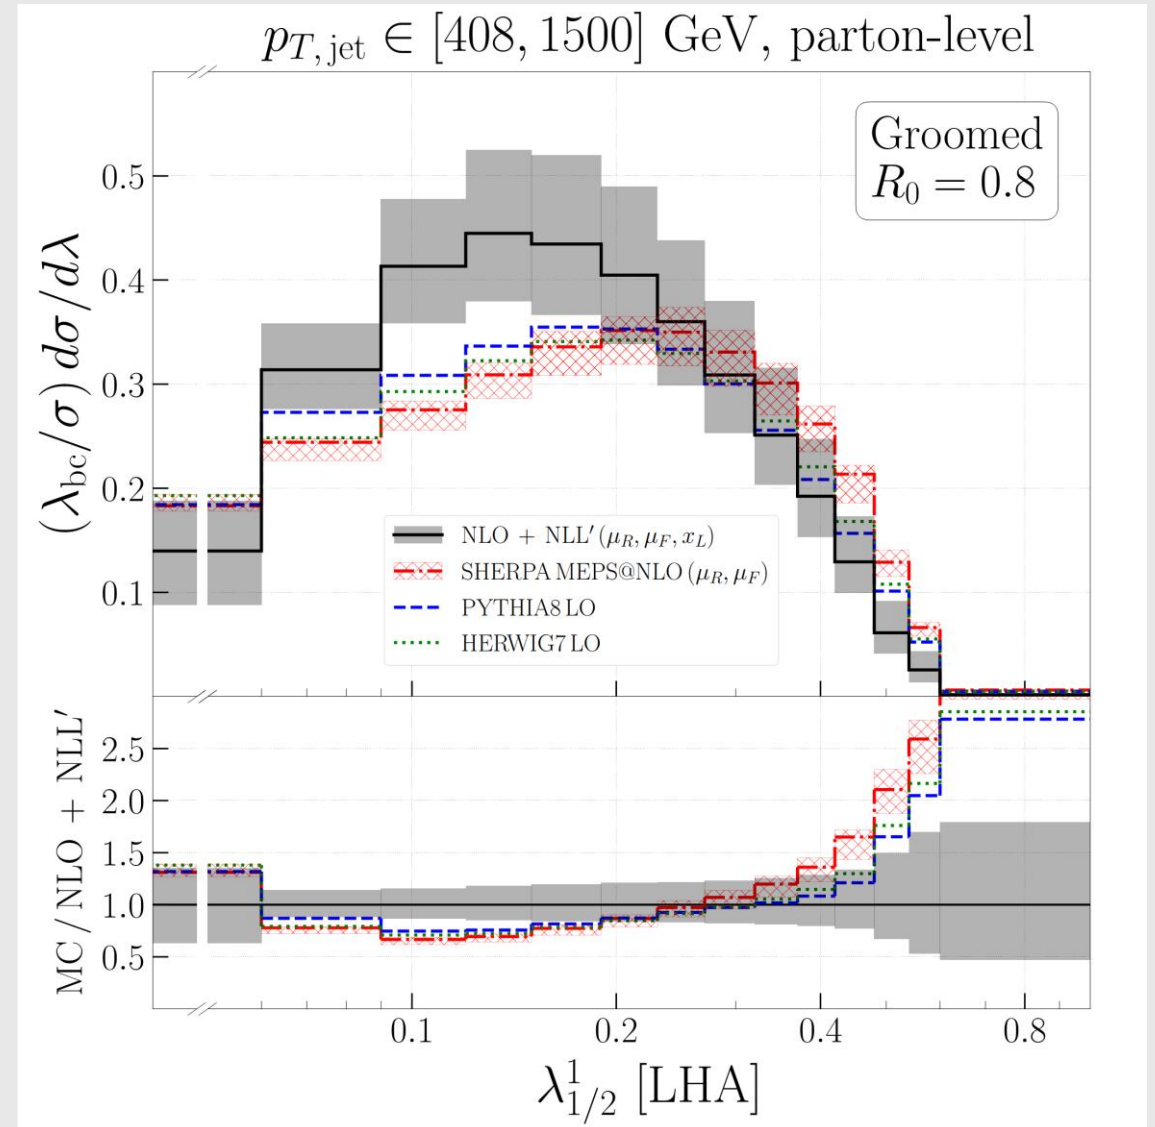 p_{T, jet} ∈ [408, 1500] GeV, parton-level
Groomed
R₀ = 0.8
(λ_{bc}/σ) dσ/dλ
0.5
0.4
0.3
0.2
0.1
NLO + NLL′ (μ_R, μ_F, x_L)
SHERPA MEPS@NLO (μ_R, μ_F)
PYTHIA8 LO
HERWIG7 LO
MC / NLO + NLL′
2.5
2.0
1.5
1.0
0.5
0.1 0.2 0.4 0.8
λ^1_{1/2} [LHA]